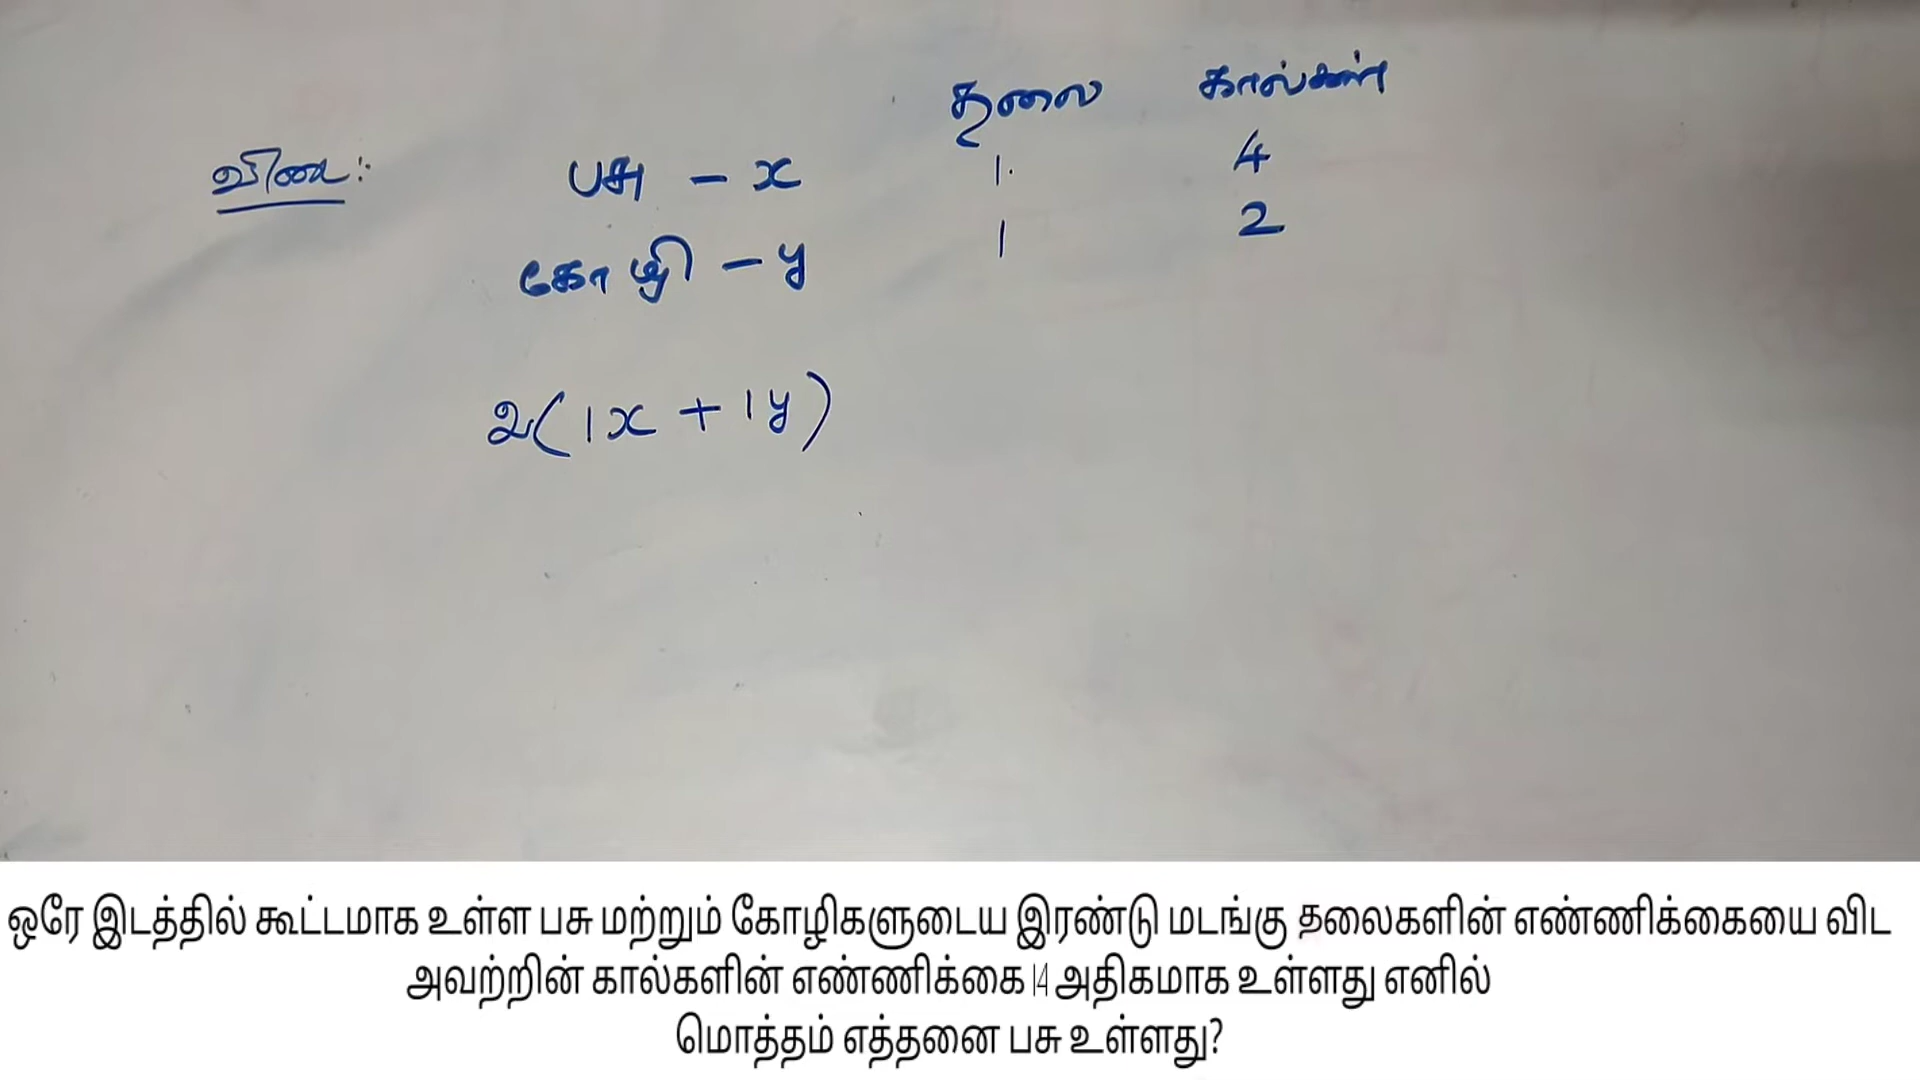 தலை கால்கள்
விடை: பசு - x 1 4
கோழி - y 1 2
2(1x + 1y)
ஒரே இடத்தில் கூட்டமாக உள்ள பசு மற்றும் கோழிகளுடைய இரண்டு மடங்கு தலைகளின் எண்ணிக்கையை விட
அவற்றின் கால்களின் எண்ணிக்கை 14 அதிகமாக உள்ளது எனில்
மொத்தம் எத்தனை பசு உள்ளது?